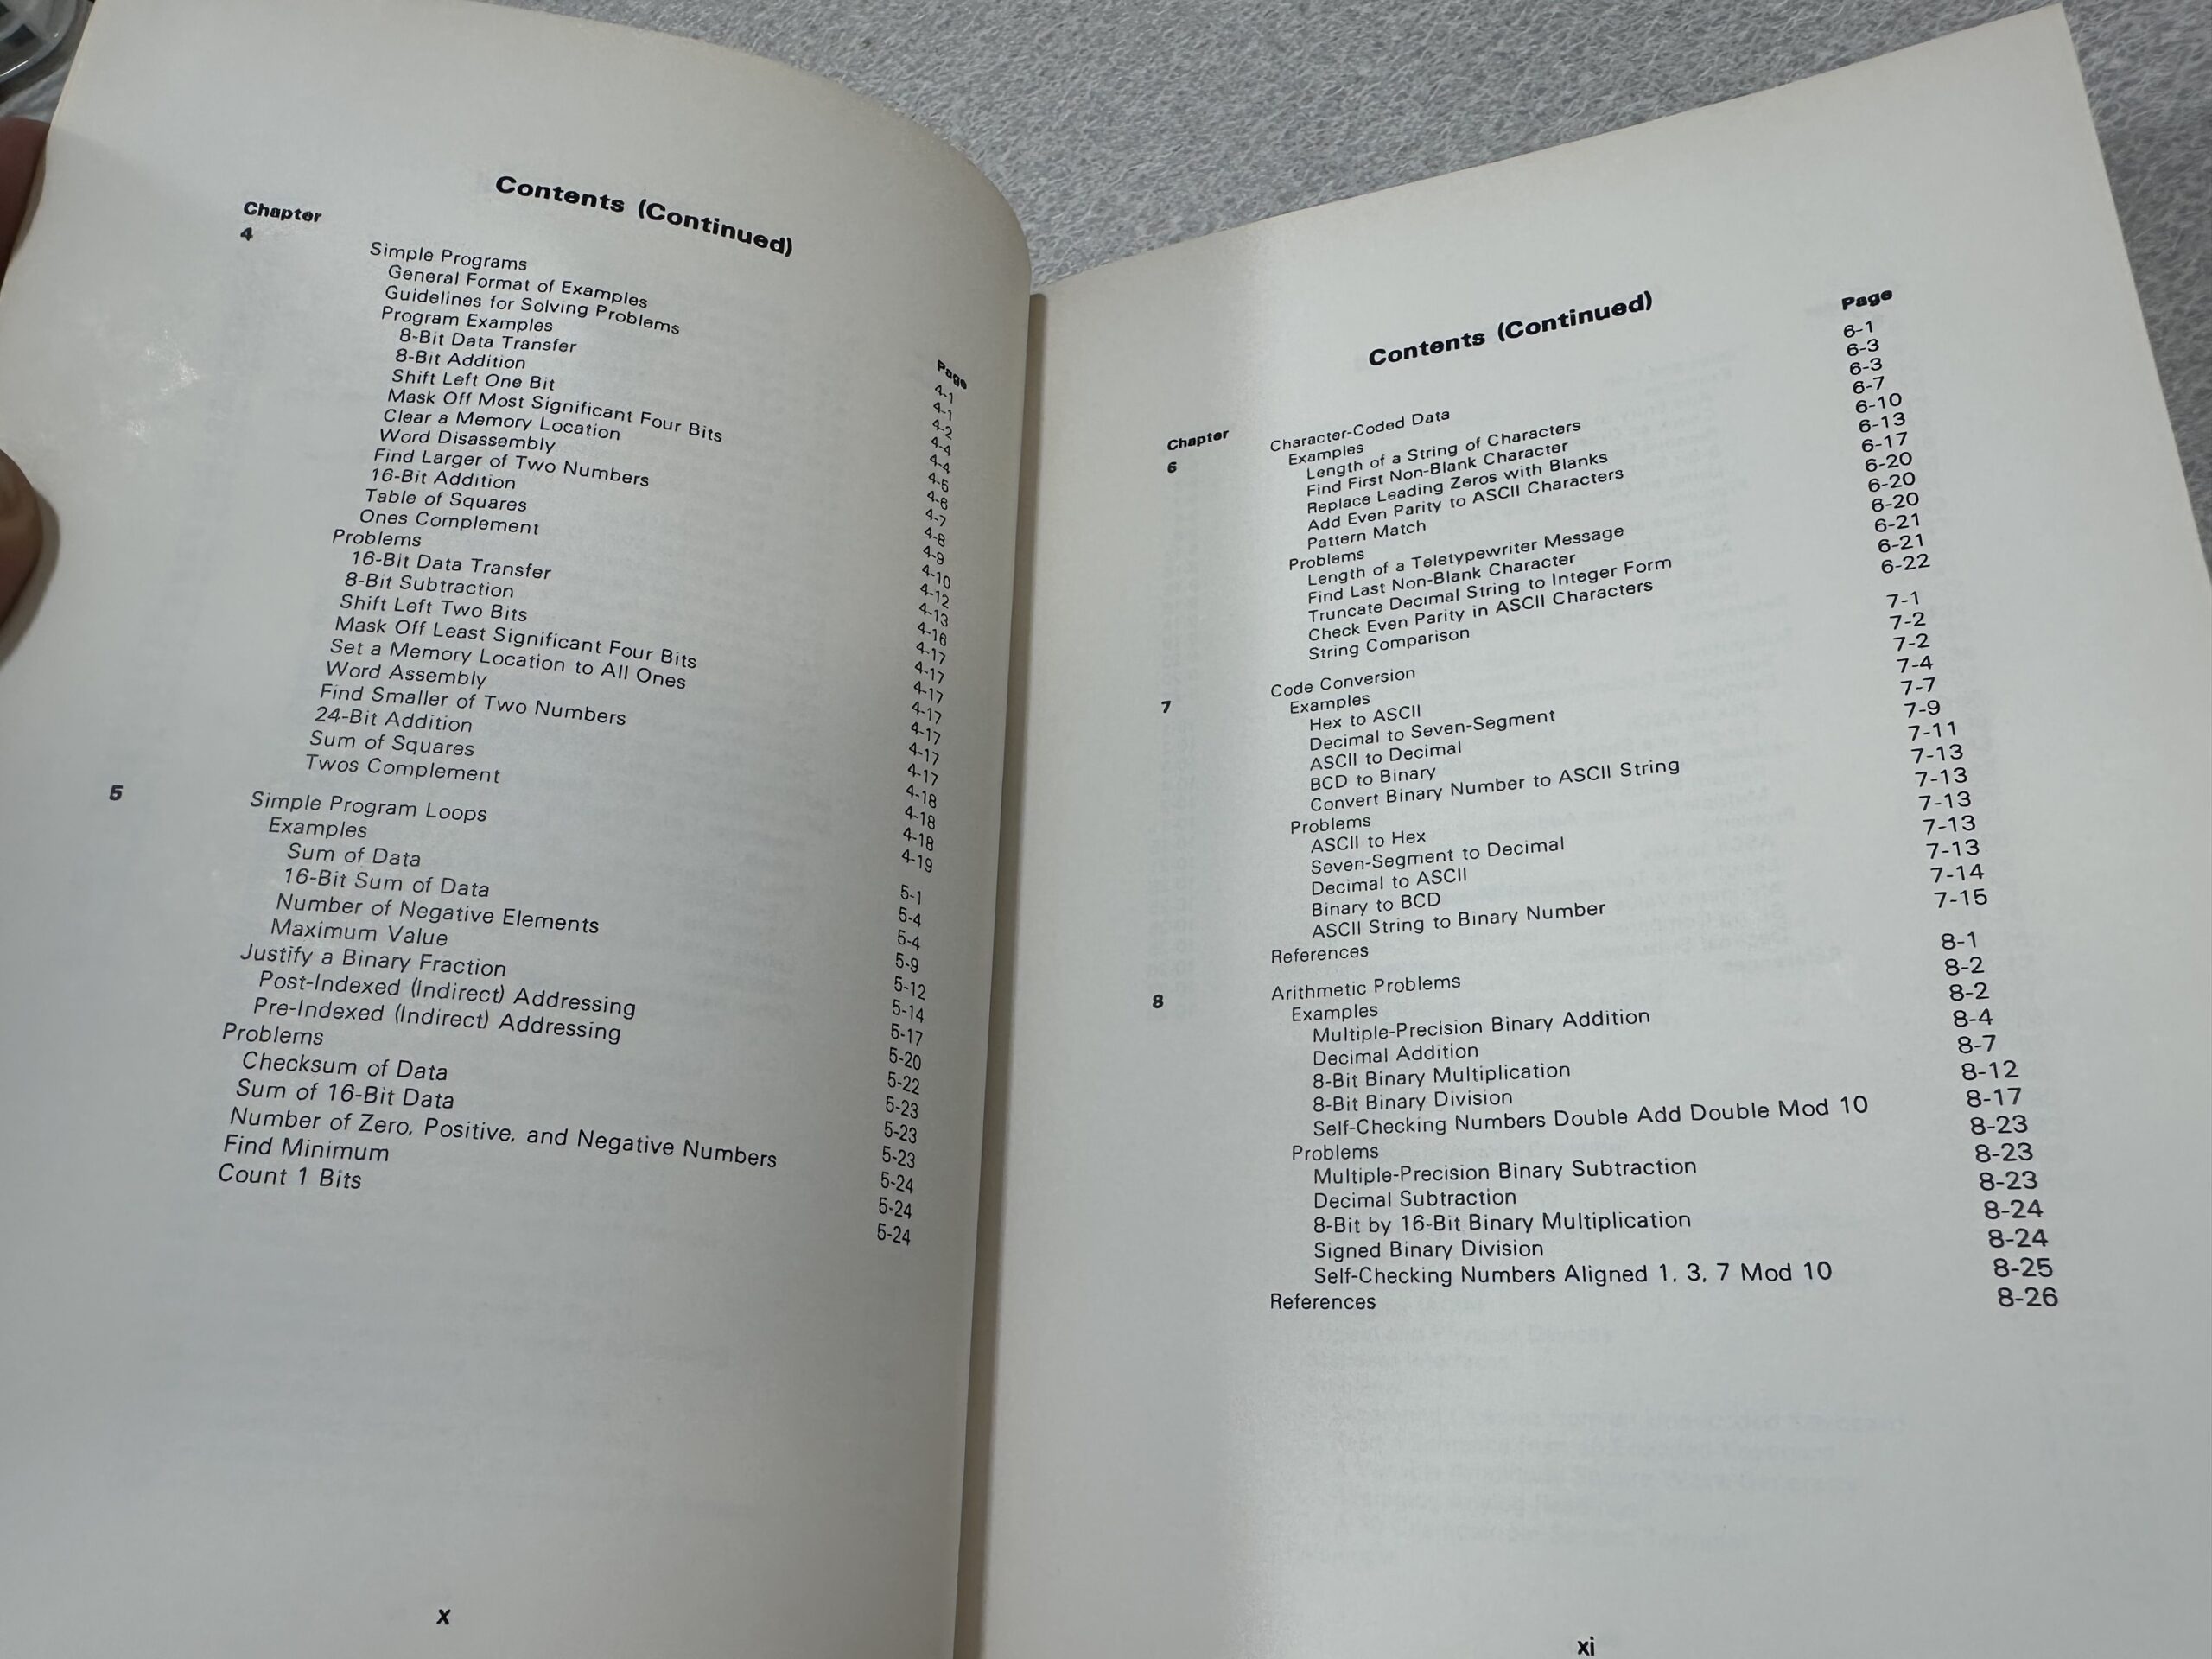 Contents (Continued)
Chapter Page
4 Simple Programs 4-1
General Format of Examples 4-1
Guidelines for Solving Problems 4-2
Program Examples 4-4
8-Bit Data Transfer 4-4
8-Bit Addition 4-5
Shift Left One Bit 4-6
Mask Off Most Significant Four Bits 4-7
Clear a Memory Location 4-8
Word Disassembly 4-9
Find Larger of Two Numbers 4-10
16-Bit Addition 4-12
Table of Squares 4-13
Ones Complement 4-16
Problems 4-17
16-Bit Data Transfer 4-17
8-Bit Subtraction 4-17
Shift Left Two Bits 4-17
Mask Off Least Significant Four Bits 4-17
Set a Memory Location to All Ones 4-17
Word Assembly 4-17
Find Smaller of Two Numbers 4-18
24-Bit Addition 4-18
Sum of Squares 4-18
Twos Complement 4-19
5 Simple Program Loops 5-1
Examples 5-4
Sum of Data 5-4
16-Bit Sum of Data 5-9
Number of Negative Elements 5-12
Maximum Value 5-14
Justify a Binary Fraction 5-17
Post-Indexed (Indirect) Addressing 5-20
Pre-Indexed (Indirect) Addressing 5-22
Problems 5-23
Checksum of Data 5-23
Sum of 16-Bit Data 5-23
Number of Zero, Positive, and Negative Numbers 5-24
Find Minimum 5-24
Count 1 Bits 5-24
x
Contents (Continued)
Chapter Page
6 Character-Coded Data 6-1
Examples 6-3
Length of a String of Characters 6-3
Find First Non-Blank Character 6-7
Replace Leading Zeros with Blanks 6-10
Add Even Parity to ASCII Characters 6-13
Pattern Match 6-17
Problems 6-20
Length of a Teletypewriter Message 6-20
Find Last Non-Blank Character 6-20
Truncate Decimal String to Integer Form 6-21
Check Even Parity in ASCII Characters 6-21
String Comparison 6-22
7 Code Conversion 7-1
Examples 7-2
Hex to ASCII 7-2
Decimal to Seven-Segment 7-4
ASCII to Decimal 7-7
BCD to Binary 7-9
Convert Binary Number to ASCII String 7-11
Problems 7-13
ASCII to Hex 7-13
Seven-Segment to Decimal 7-13
Decimal to ASCII 7-13
Binary to BCD 7-13
ASCII String to Binary Number 7-14
References 7-15
8 Arithmetic Problems 8-1
Examples 8-2
Multiple-Precision Binary Addition 8-2
Decimal Addition 8-4
8-Bit Binary Multiplication 8-7
8-Bit Binary Division 8-12
Self-Checking Numbers Double Add Double Mod 10 8-17
Problems 8-23
Multiple-Precision Binary Subtraction 8-23
Decimal Subtraction 8-23
8-Bit by 16-Bit Binary Multiplication 8-24
Signed Binary Division 8-24
Self-Checking Numbers Aligned 1, 3, 7 Mod 10 8-25
References 8-26
xi